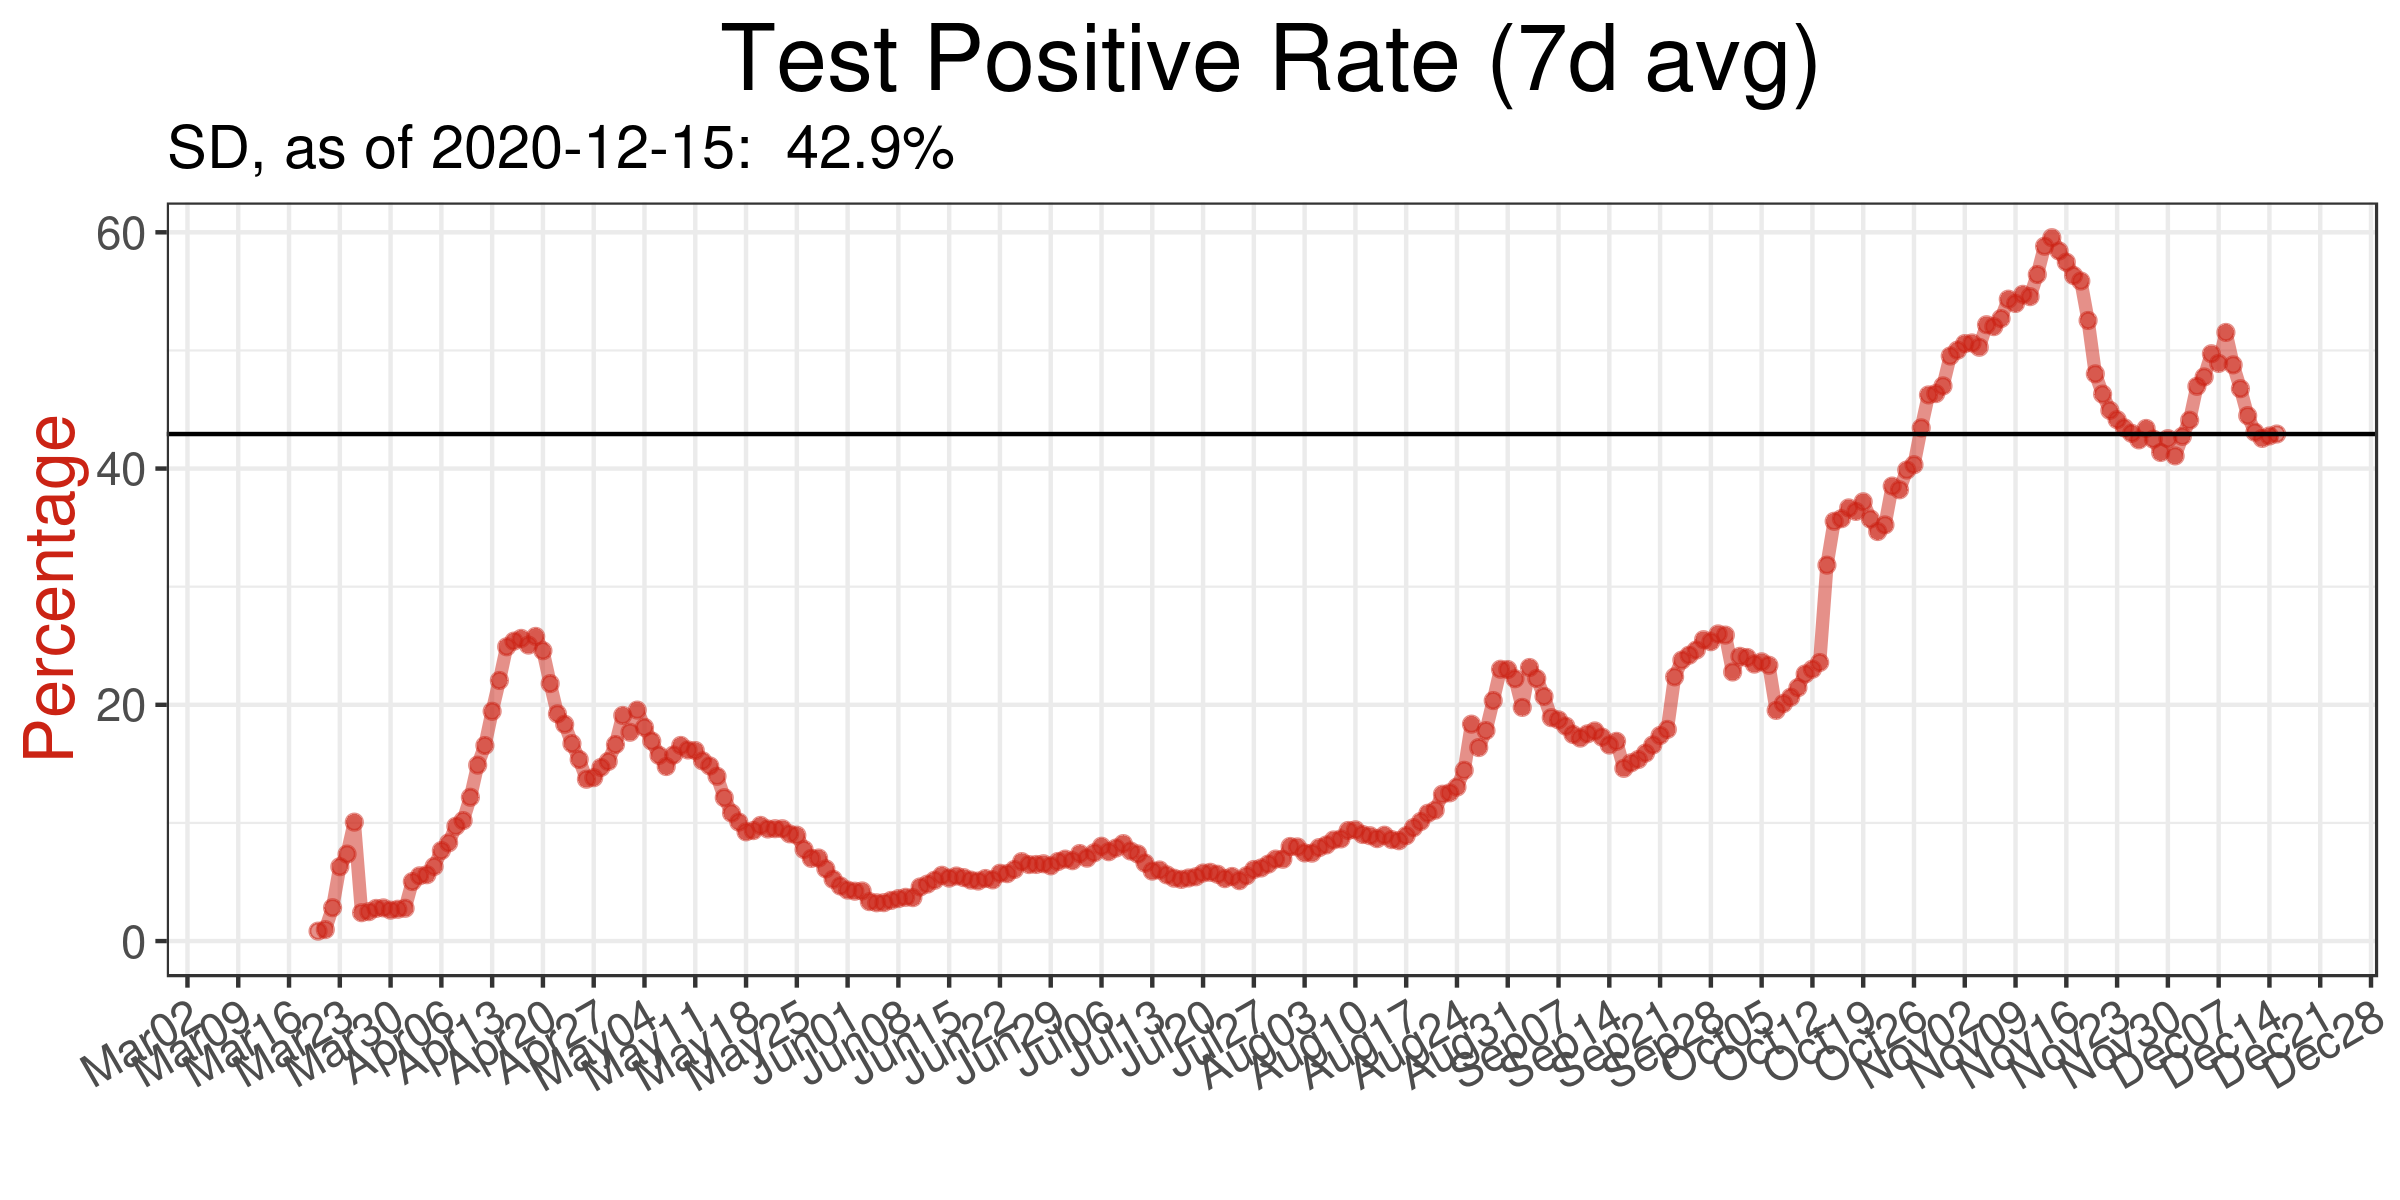 Test Positive Rate (7d avg)
SD, as of 2020-12-15:  42.9%
Percentage
60
40
20
0
Mar02
Mar09
Mar16
Mar23
Mar30
Apr06
Apr13
Apr20
Apr27
May04
May11
May18
May25
Jun01
Jun08
Jun15
Jun22
Jun29
Jul06
Jul13
Jul20
Jul27
Aug03
Aug10
Aug17
Aug24
Aug31
Sep07
Sep14
Sep21
Sep28
Oct05
Oct12
Oct19
Oct26
Nov02
Nov09
Nov16
Nov23
Nov30
Dec07
Dec14
Dec21
Dec28